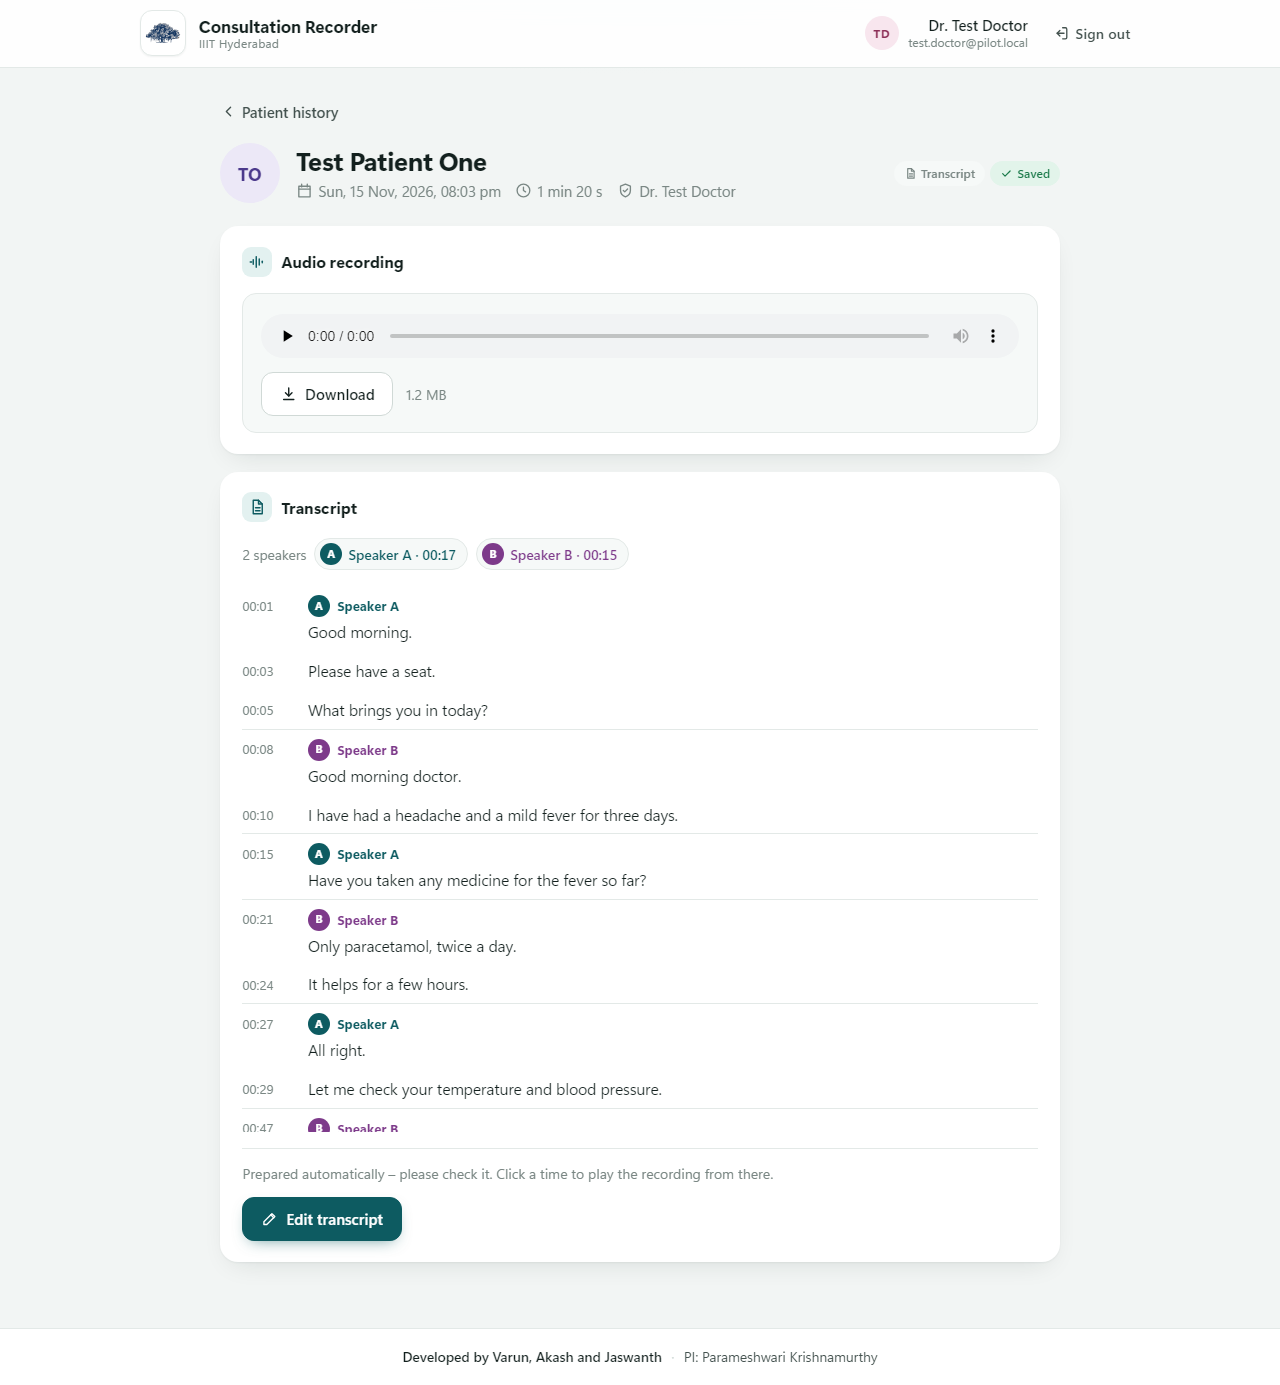 Consultation Recorder
IIIT Hyderabad
TD
Dr. Test Doctor
test.doctor@pilot.local
Sign out
Patient history
TO
Test Patient One
Sun, 15 Nov, 2026, 08:03 pm 1 min 20 s Dr. Test Doctor
Transcript
Saved
Audio recording
0:00 / 0:00
Download 1.2 MB
Transcript
2 speakers A Speaker A · 00:17 B Speaker B · 00:15
00:01 A Speaker A
Good morning.
00:03 Please have a seat.
00:05 What brings you in today?
00:08 B Speaker B
Good morning doctor.
00:10 I have had a headache and a mild fever for three days.
00:15 A Speaker A
Have you taken any medicine for the fever so far?
00:21 B Speaker B
Only paracetamol, twice a day.
00:24 It helps for a few hours.
00:27 A Speaker A
All right.
00:29 Let me check your temperature and blood pressure.
00:47 B Speaker B
Prepared automatically – please check it. Click a time to play the recording from there.
Edit transcript
Developed by Varun, Akash and Jaswanth · PI: Parameshwari Krishnamurthy